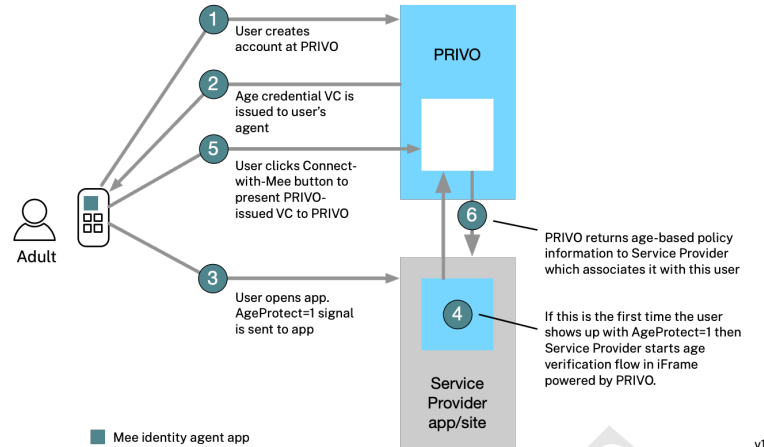 1
User creates
account at PRIVO
PRIVO
2
Age credential VC is
issued to user's
agent
5
User clicks Connect-
with-Mee button to
present PRIVO-
issued VC to PRIVO
6
PRIVO returns age-based policy
information to Service Provider
which associates it with this user
Adult
3
User opens app.
AgeProtect=1 signal
is sent to app
4
If this is the first time the user
shows up with AgeProtect=1 then
Service Provider starts age
verification flow in iFrame
powered by PRIVO.
Service
Provider
app/site
Mee identity agent app
v1